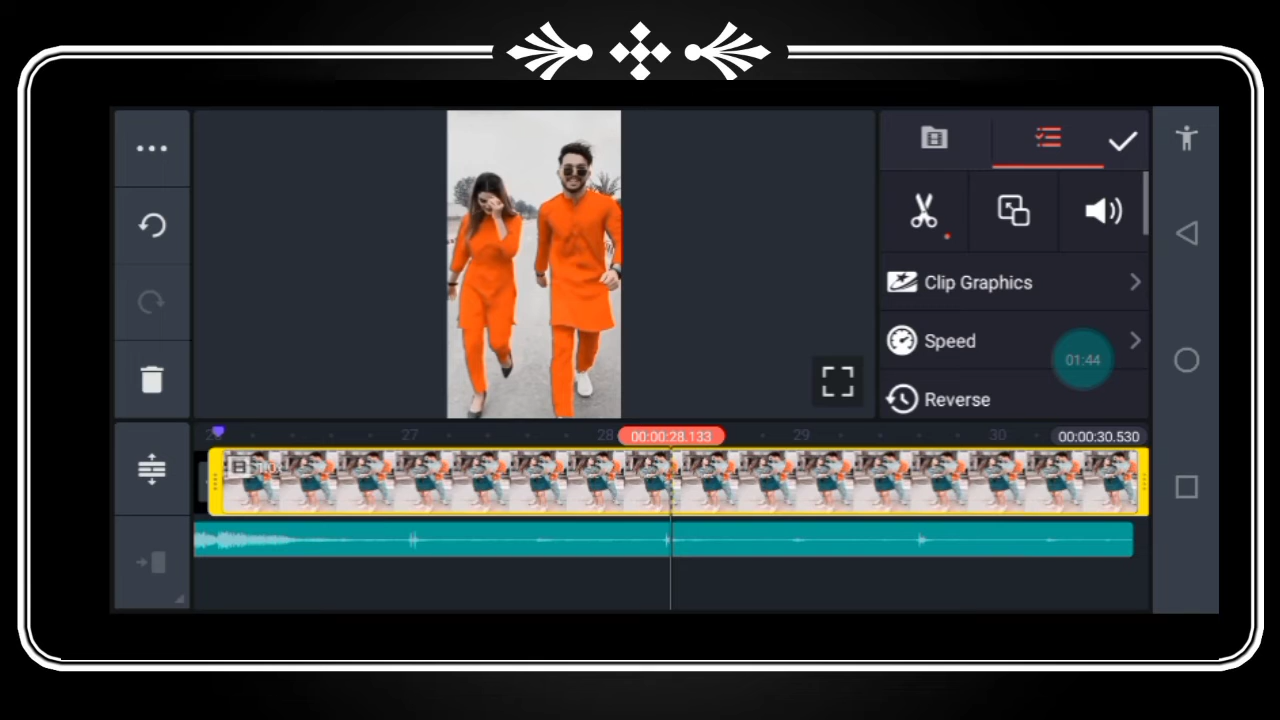 Clip Graphics
Speed
01:44
Reverse
27
28
00:00:28.133
29
30
00:00:30.530